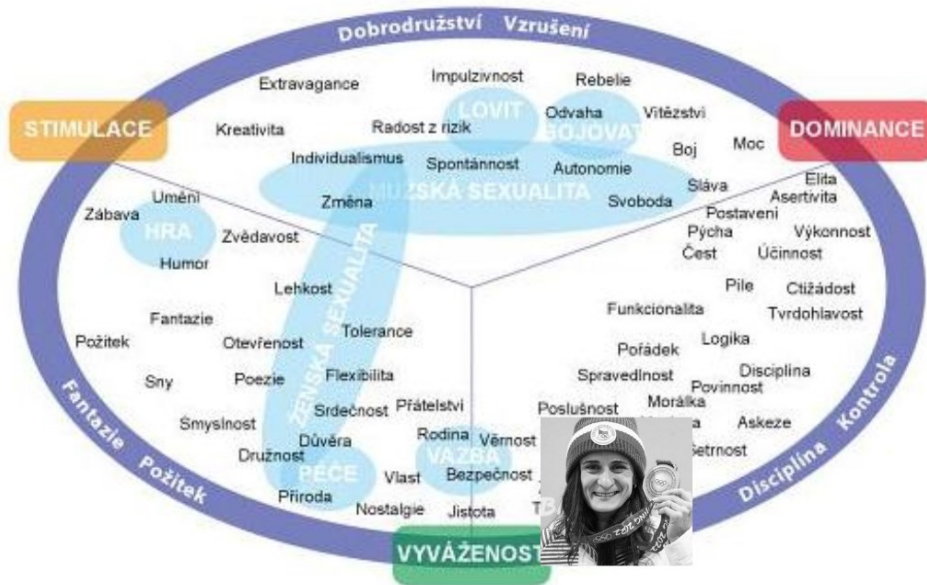 Dobrodružství Vzrušení
Extravagance
Impulzivnost
Rebelie
STIMULACE
Kreativita
Radost z rizik
LOVIT
Odvaha
BOJOVAT
Vitězství
DOMINANCE
Individualismus
Spontánnost
Autonomie
Boj
Moc
MUŽSKÁ SEXUALITA
Změna
Svoboda
Sláva
Elita
Asertivita
Umění
Zábava
HRA
Zvědavost
Humor
Postavení
Pýcha
Výkonnost
Čest
Účinnost
Lehkost
ŽENSKÁ SEXUALITA
Píle
Ctižádost
Funkcionalita
Tvrdohlavost
Fantazie
Tolerance
Požitek
Otevřenost
Logika
Pořádek
Sny
Poezie
Flexibilita
Spravedlnost
Disciplina
Povinnost
Srdečnost
Přátelství
Poslušnost
Morálka
Askeze
Smyslnost
Důvěra
Rodina
Věrnost
Družnost
PÉČE
Vlast
VAZBA
Bezpečnost
Příroda
Nostalgie
Jistota
Fantazie Požitek
Disciplína Kontrola
VYVÁŽENOST